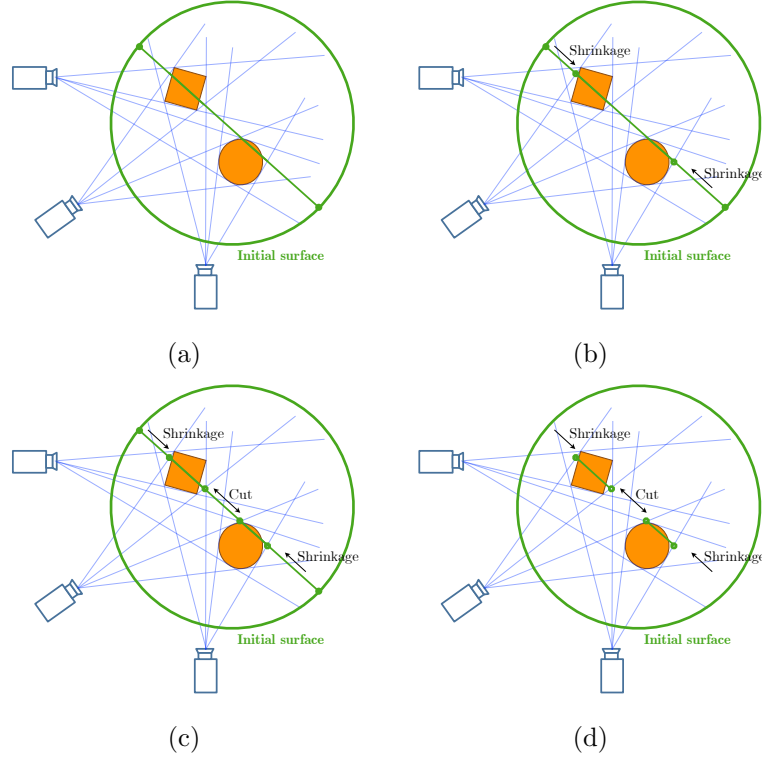 Initial surface
(a)
Shrinkage
Shrinkage
Initial surface
(b)
Shrinkage
Cut
Shrinkage
Initial surface
(c)
Shrinkage
Cut
Shrinkage
Initial surface
(d)